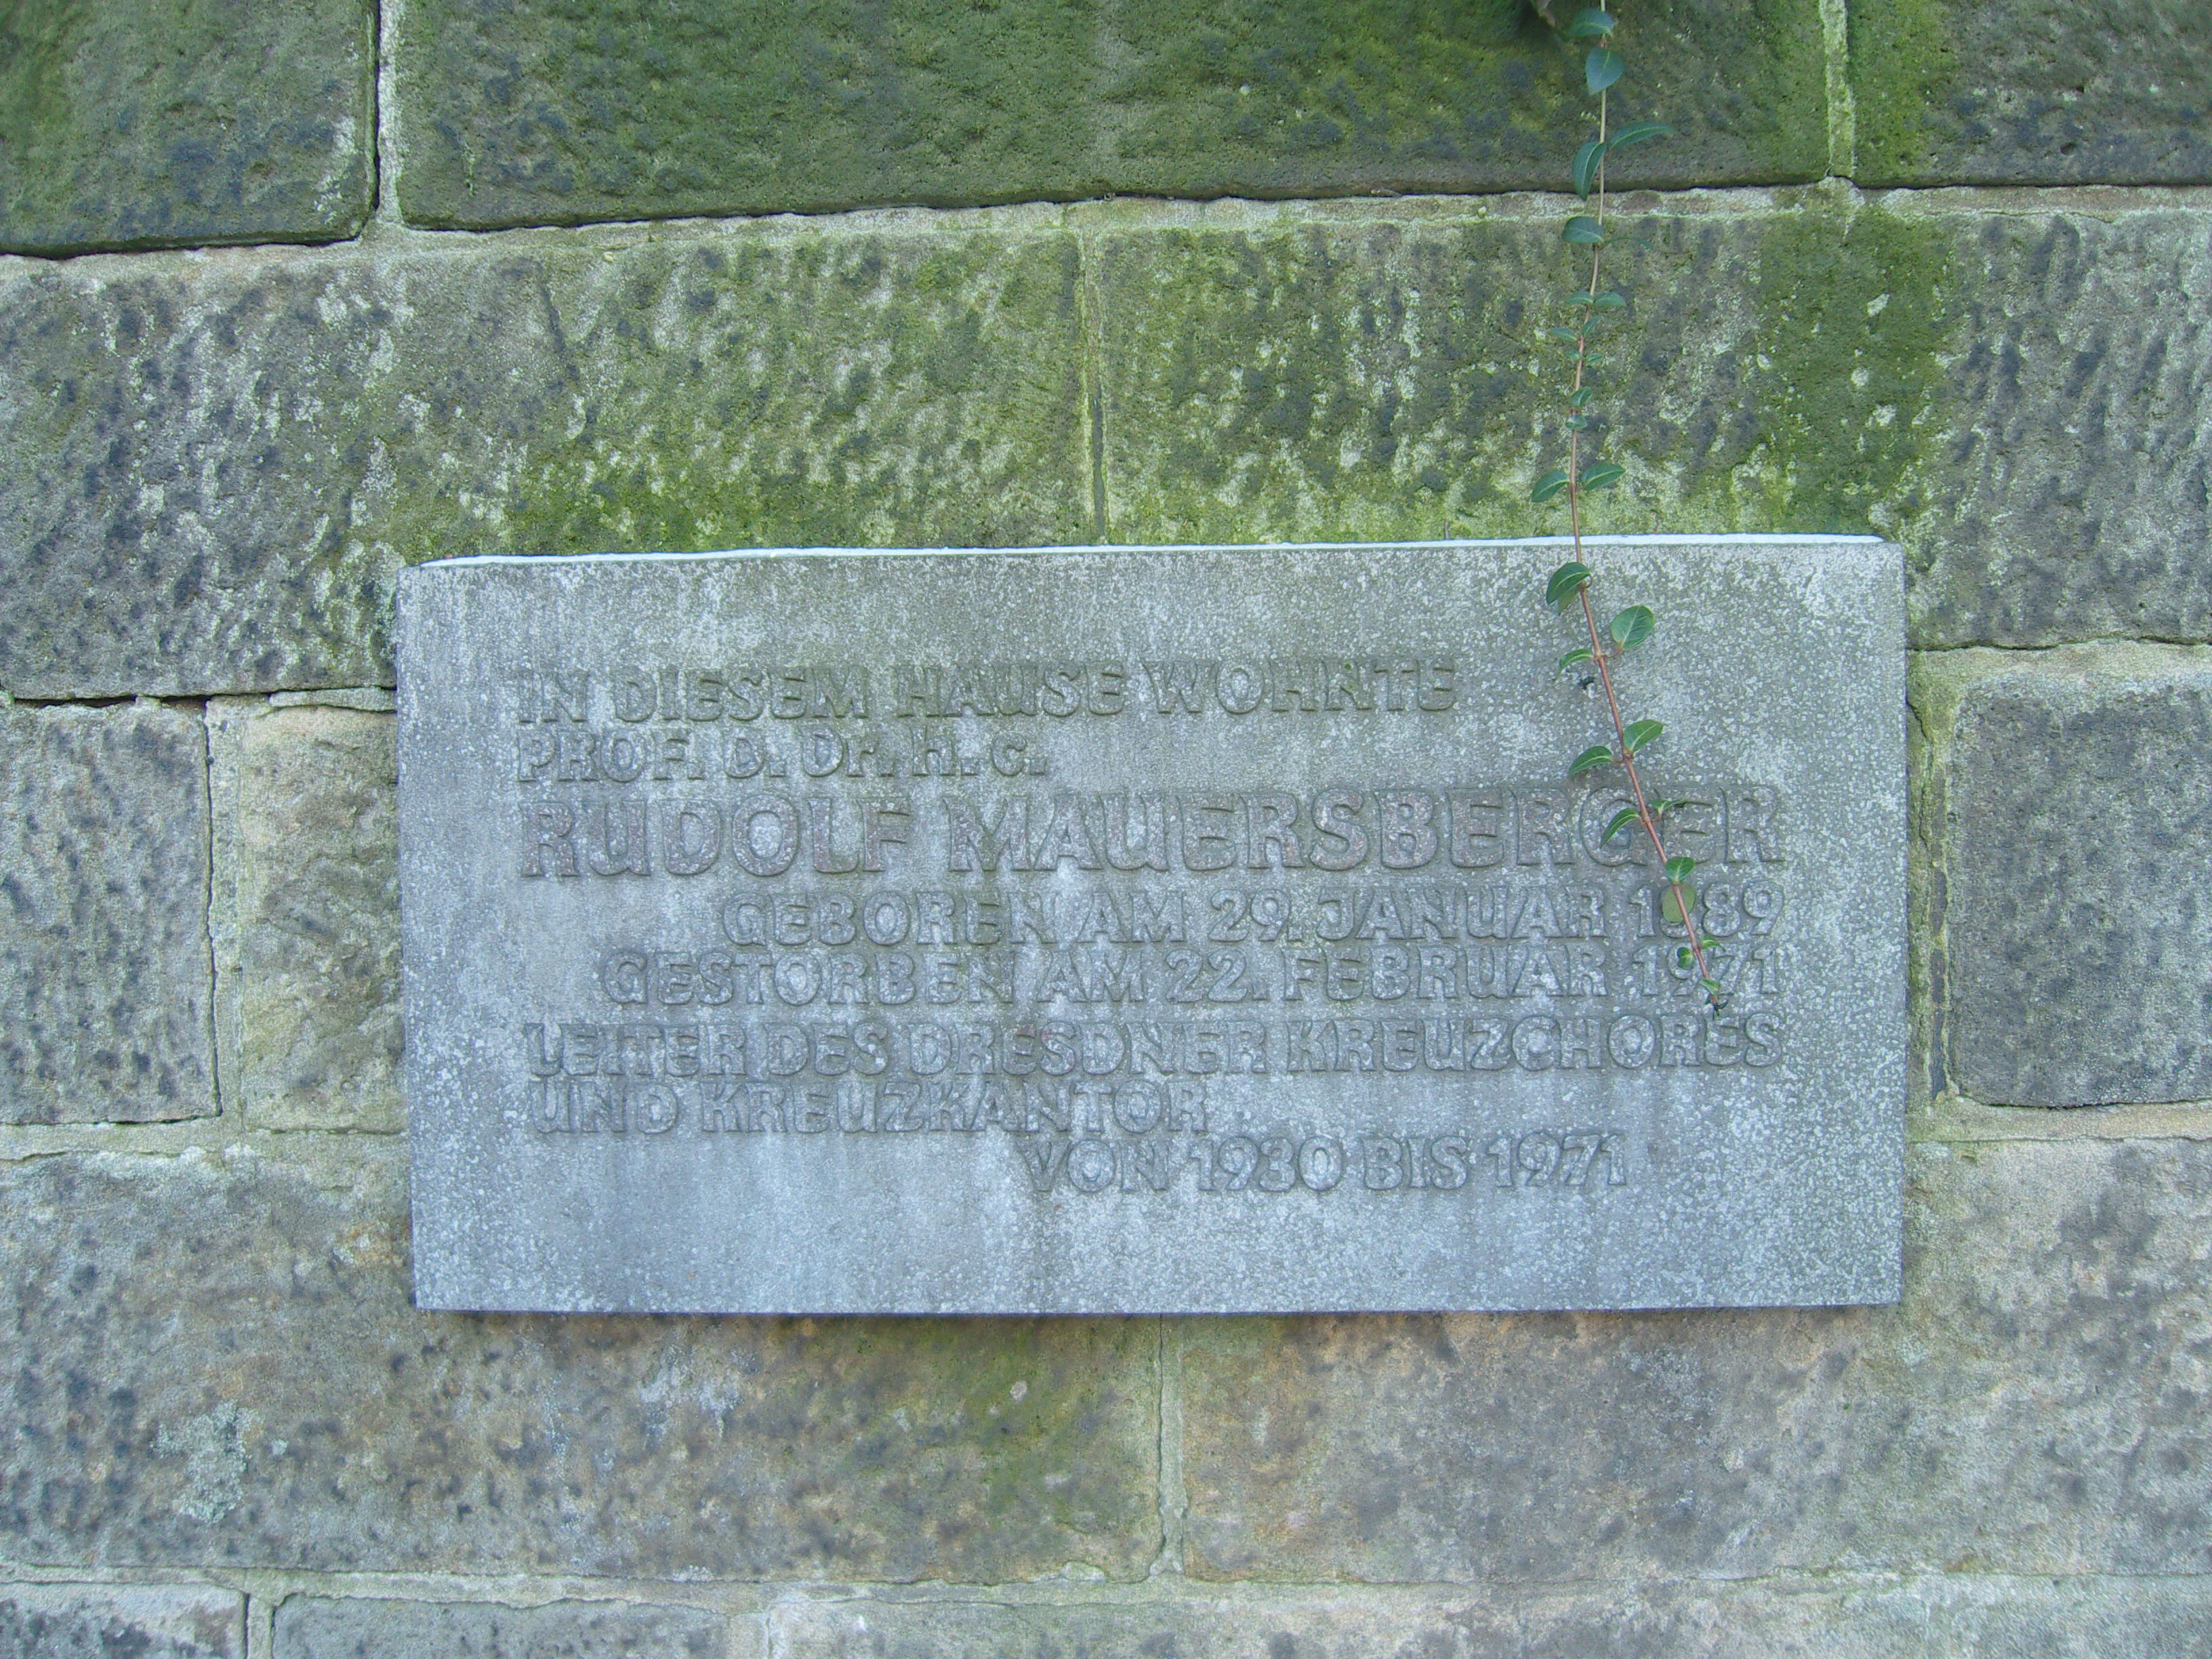 IN DIESEM HAUSE WOHNTE
PROF. D. Dr. H. C.
RUDOLF MAUERSBERGER
GEBOREN AM 29. JANUAR 1889
GESTORBEN AM 22. FEBRUAR 1971
LEITER DES DRESDNER KREUZCHORES
UND KREUZKANTOR
VON 1930 BIS 1971